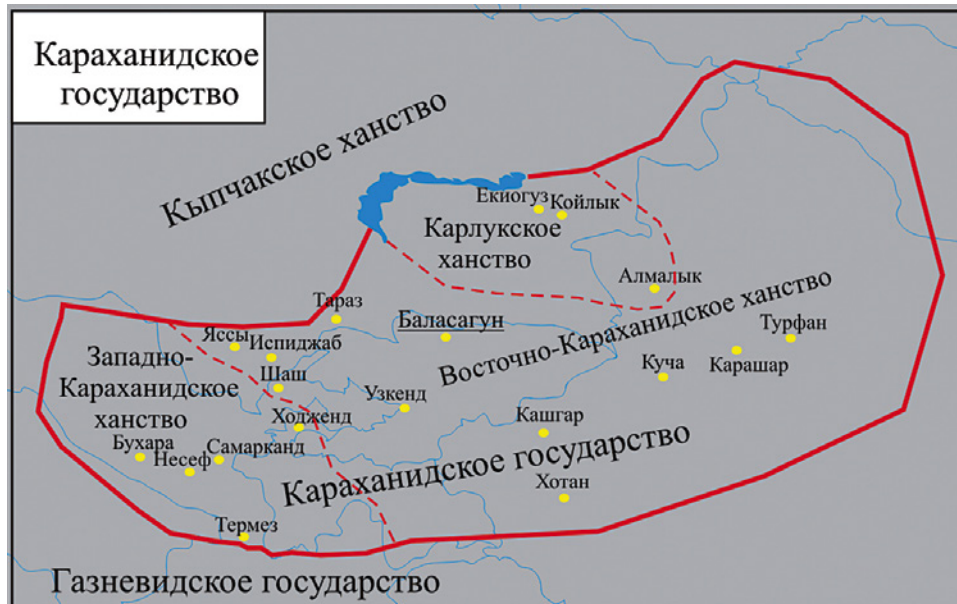 Караханидское
государство
Кыпчакское ханство
Екиогуз
Койлык
Карлукское
ханство
Алмалык
Тараз
Баласагун
Восточно-Караханидское ханство
Турфан
Яссы
Испиджаб
Карашар
Куча
Западно-
Караханидское
ханство
Шаш
Узкенд
Ходженд
Кашгар
Бухара
Самарканд
Несеф
Караханидское государство
Хотан
Термез
Газневидское государство